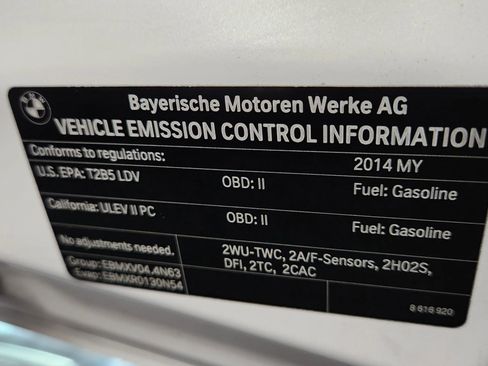 BMW
Bayerische Motoren Werke AG
VEHICLE EMISSION CONTROL INFORMATION
Conforms to regulations: 2014 MY
U.S. EPA: T2B5 LDV OBD: II Fuel: Gasoline
California: ULEV II PC OBD: II Fuel: Gasoline
No adjustments needed. 2WU-TWC, 2A/F-Sensors, 2HO2S,
DFI, 2TC, 2CAC
Group: EBMXV04.4N63
Evap: EBMXR0130N54
8 616 920